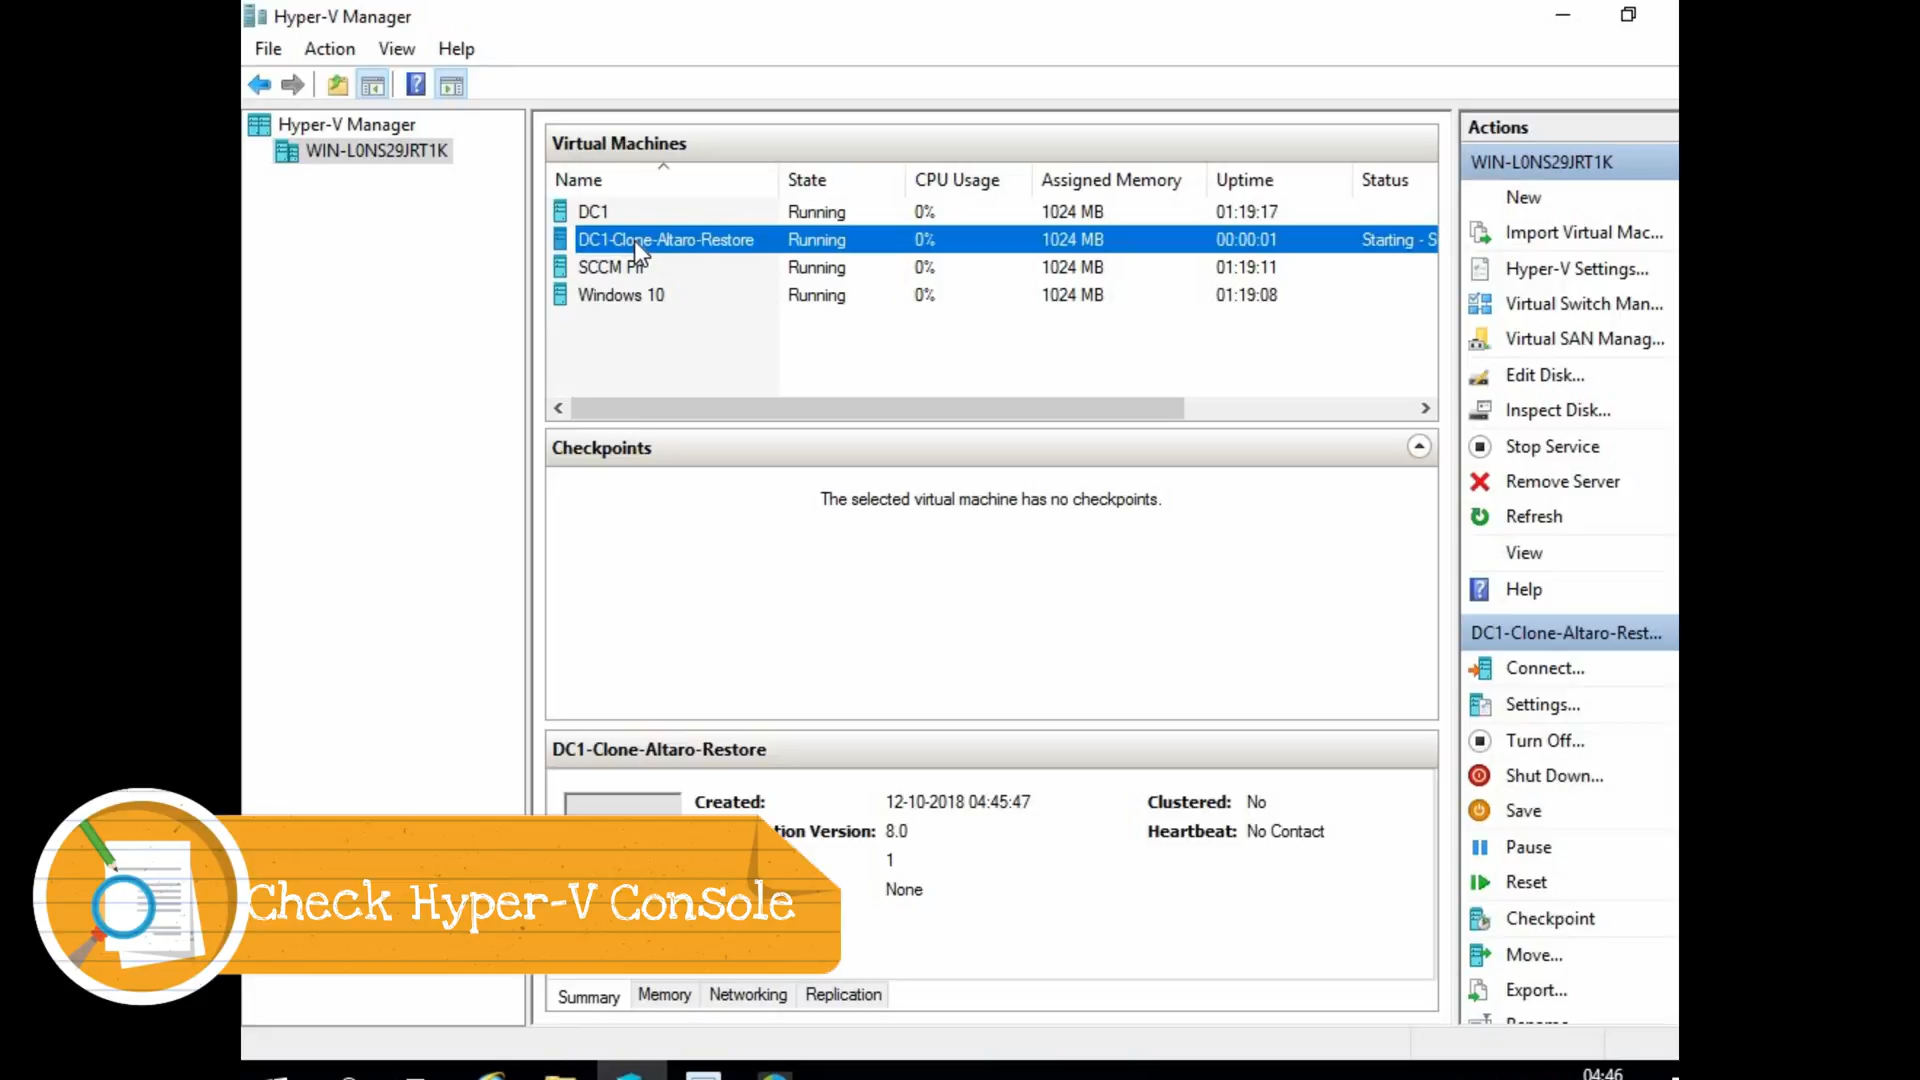 Hyper-V Manager
File Action View Help
Hyper-V Manager
WIN-L0NS29JRT1K
Virtual Machines
Name State CPU Usage Assigned Memory Uptime Status
DC1 Running 0% 1024 MB 01:19:17
DC1-Clone-Altaro-Restore Running 0% 1024 MB 00:00:01 Starting - S
SCCM Running 0% 1024 MB 01:19:11
Windows 10 Running 0% 1024 MB 01:19:08
Checkpoints
The selected virtual machine has no checkpoints.
DC1-Clone-Altaro-Restore
Created: 12-10-2018 04:45:47 Clustered: No
tion Version: 8.0 Heartbeat: No Contact
1
None
Summary Memory Networking Replication
Actions
WIN-L0NS29JRT1K
New
Import Virtual Mac...
Hyper-V Settings...
Virtual Switch Man...
Virtual SAN Manag...
Edit Disk...
Inspect Disk...
Stop Service
Remove Server
Refresh
View
Help
DC1-Clone-Altaro-Rest...
Connect...
Settings...
Turn Off...
Shut Down...
Save
Pause
Reset
Checkpoint
Move...
Export...
Check Hyper-V Console
04:46